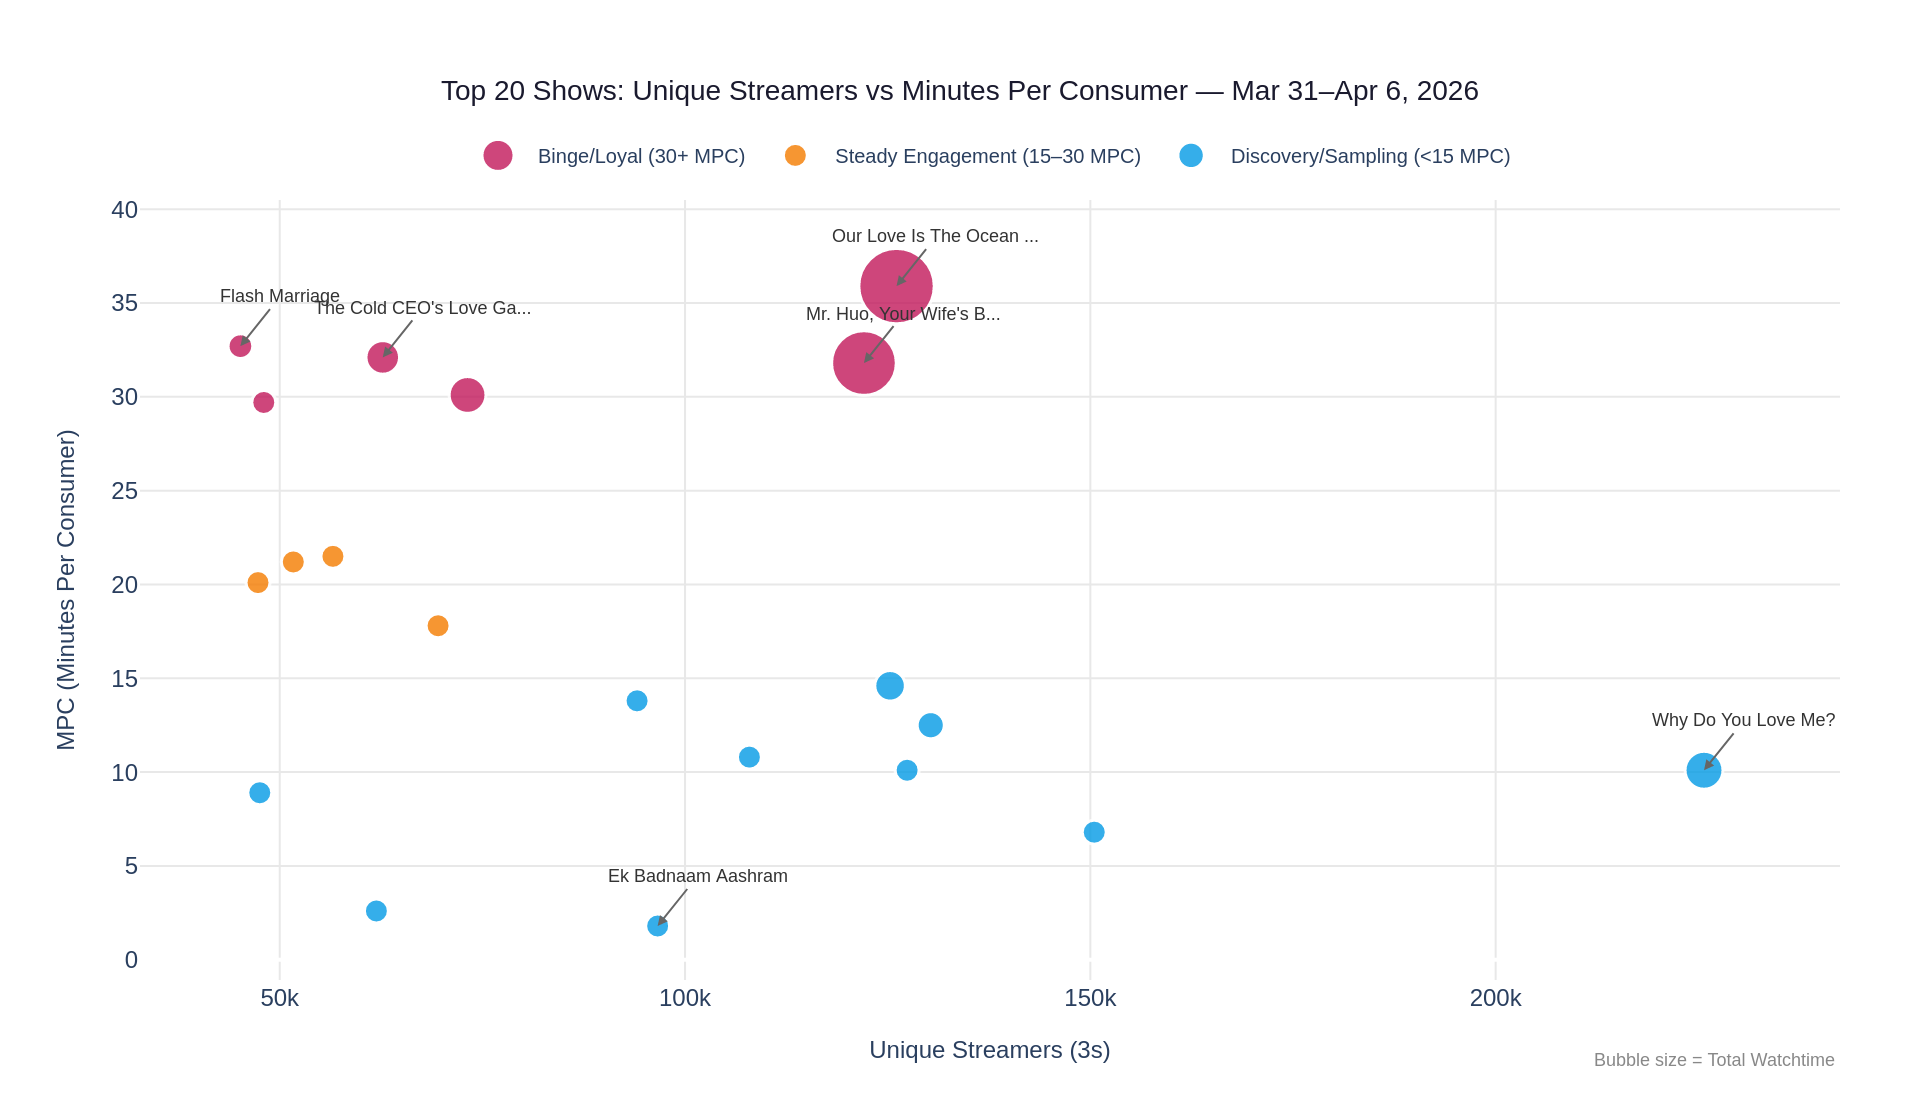 Top 20 Shows: Unique Streamers vs Minutes Per Consumer — Mar 31–Apr 6, 2026
Binge/Loyal (30+ MPC)
Steady Engagement (15–30 MPC)
Discovery/Sampling (<15 MPC)
MPC (Minutes Per Consumer)
40
35
30
25
20
15
10
5
0
Our Love Is The Ocean ...
Flash Marriage
The Cold CEO's Love Ga...
Mr. Huo, Your Wife's B...
Why Do You Love Me?
Ek Badnaam Aashram
50k
100k
150k
200k
Unique Streamers (3s)
Bubble size = Total Watchtime